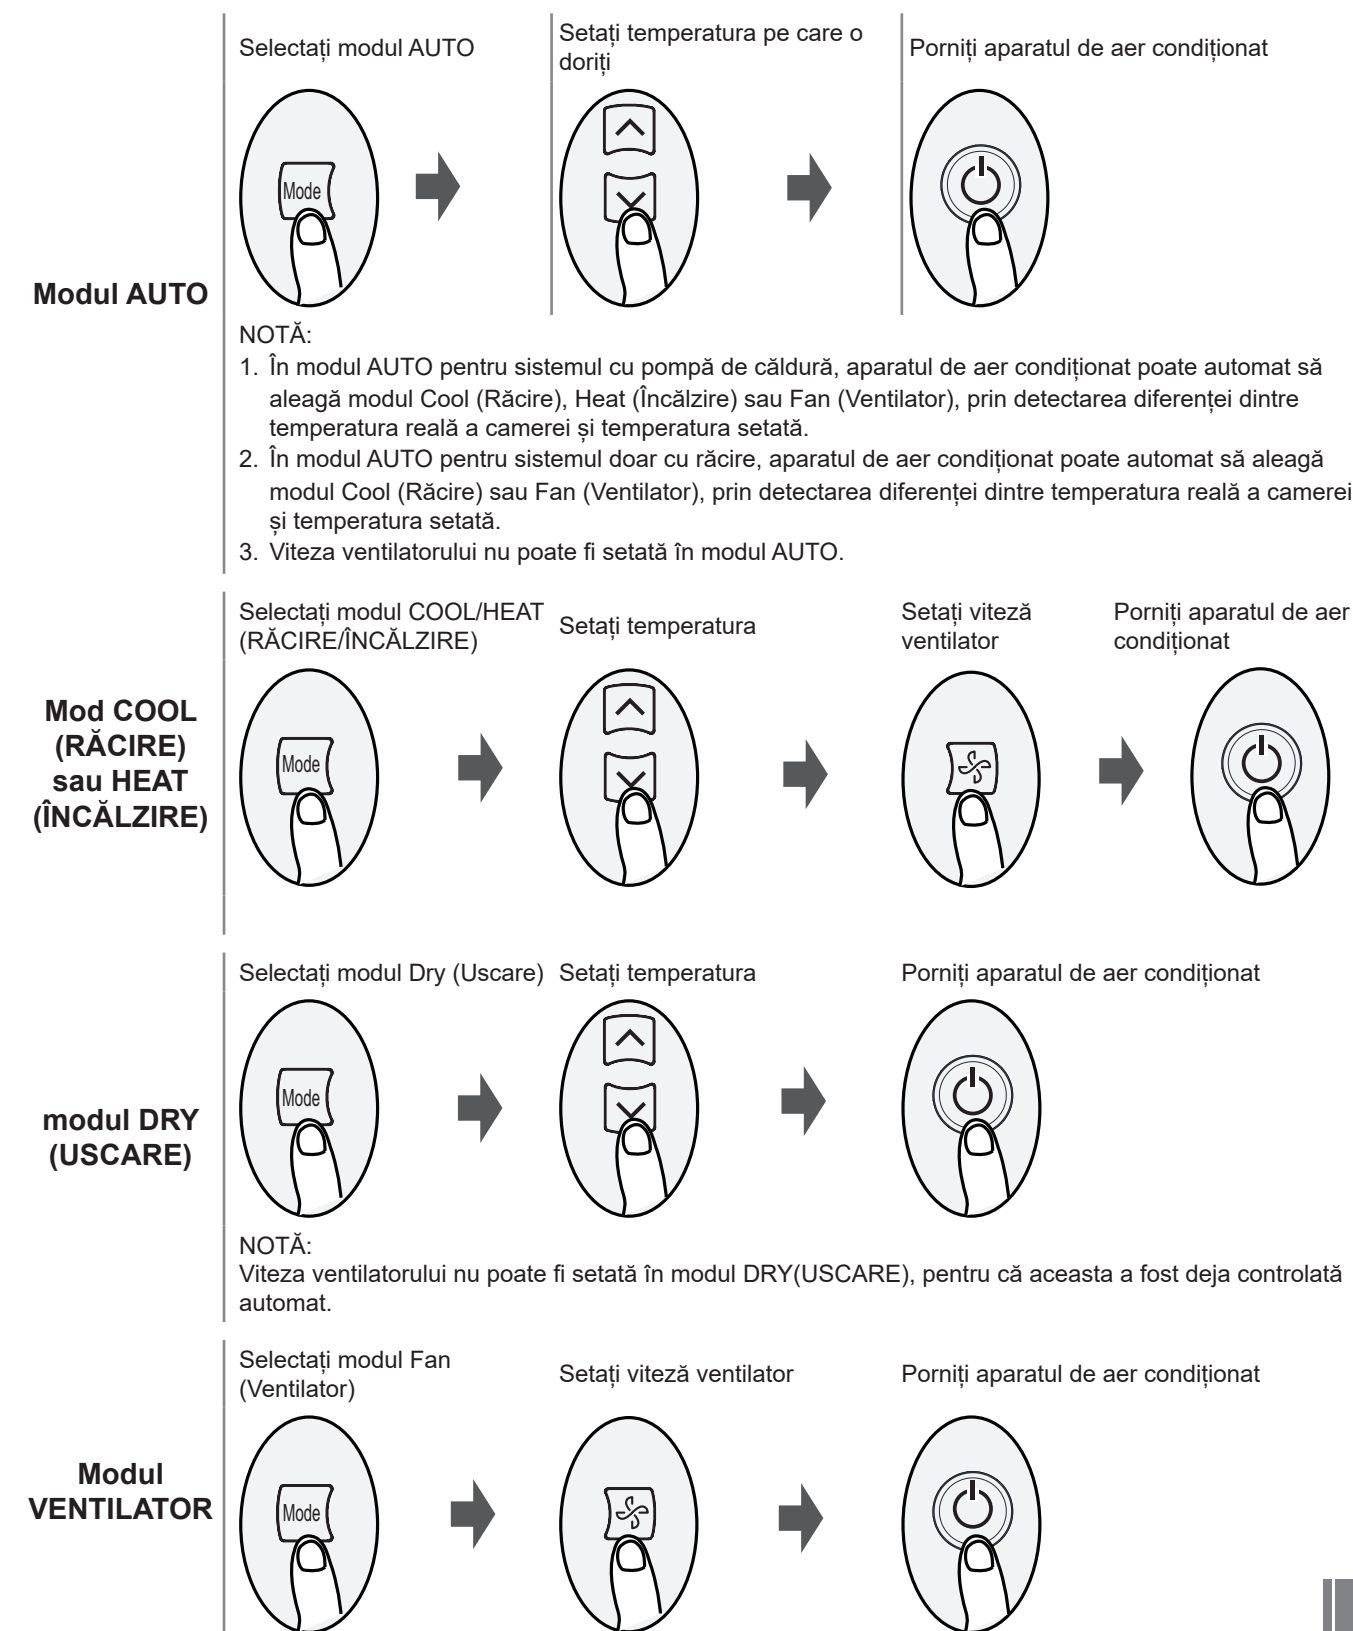 Selectați modul AUTO
Setați temperatura pe care o
doriți
Porniți aparatul de aer condiționat
Mode
Modul AUTO
NOTĂ:
1. În modul AUTO pentru sistemul cu pompă de căldură, aparatul de aer condiționat poate automat să
aleagă modul Cool (Răcire), Heat (Încălzire) sau Fan (Ventilator), prin detectarea diferenței dintre
temperatura reală a camerei și temperatura setată.
2. În modul AUTO pentru sistemul doar cu răcire, aparatul de aer condiționat poate automat să aleagă
modul Cool (Răcire) sau Fan (Ventilator), prin detectarea diferenței dintre temperatura reală a camerei
și temperatura setată.
3. Viteza ventilatorului nu poate fi setată în modul AUTO.
Selectați modul COOL/HEAT
(RĂCIRE/ÎNCĂLZIRE)
Setați temperatura
Setați viteză
ventilator
Porniți aparatul de aer
condiționat
Mod COOL
(RĂCIRE)
sau HEAT
(ÎNCĂLZIRE)
Mode
Selectați modul Dry (Uscare)
Setați temperatura
Porniți aparatul de aer condiționat
Mode
modul DRY
(USCARE)
NOTĂ:
Viteza ventilatorului nu poate fi setată în modul DRY(USCARE), pentru că aceasta a fost deja controlată
automat.
Selectați modul Fan
(Ventilator)
Setați viteză ventilator
Porniți aparatul de aer condiționat
Modul
VENTILATOR
Mode